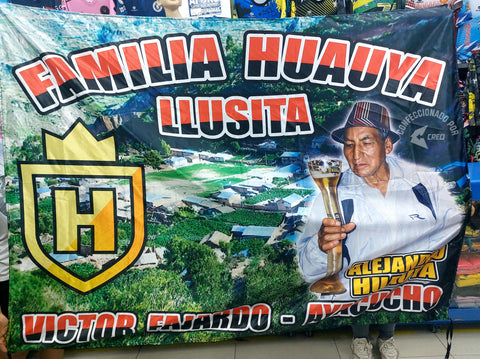 FAMILIA HUAUYA
LLUSITA
CONFECCIONADO POR
CREO
H
R
ALEJANDRO
HUAUYA
VICTOR FAJARDO - AYACUCHO